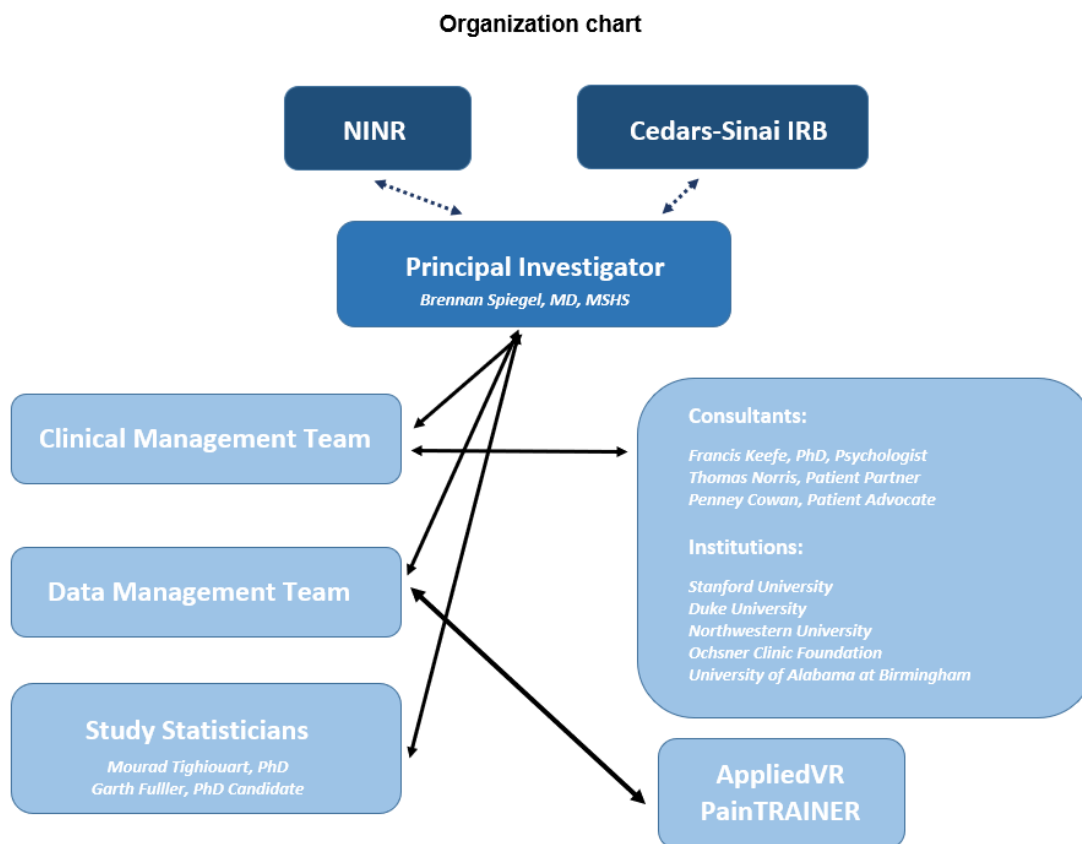 Organization chart
NINR
Cedars-Sinai IRB
Principal Investigator
Brennan Spiegel, MD, MSHS
Clinical Management Team
Data Management Team
Study Statisticians
Mourad Tighiouart, PhD
Garth Fulller, PhD Candidate
Consultants:
Francis Keefe, PhD, Psychologist
Thomas Norris, Patient Partner
Penney Cowan, Patient Advocate
Institutions:
Stanford University
Duke University
Northwestern University
Ochsner Clinic Foundation
University of Alabama at Birmingham
AppliedVR
PainTRAINER